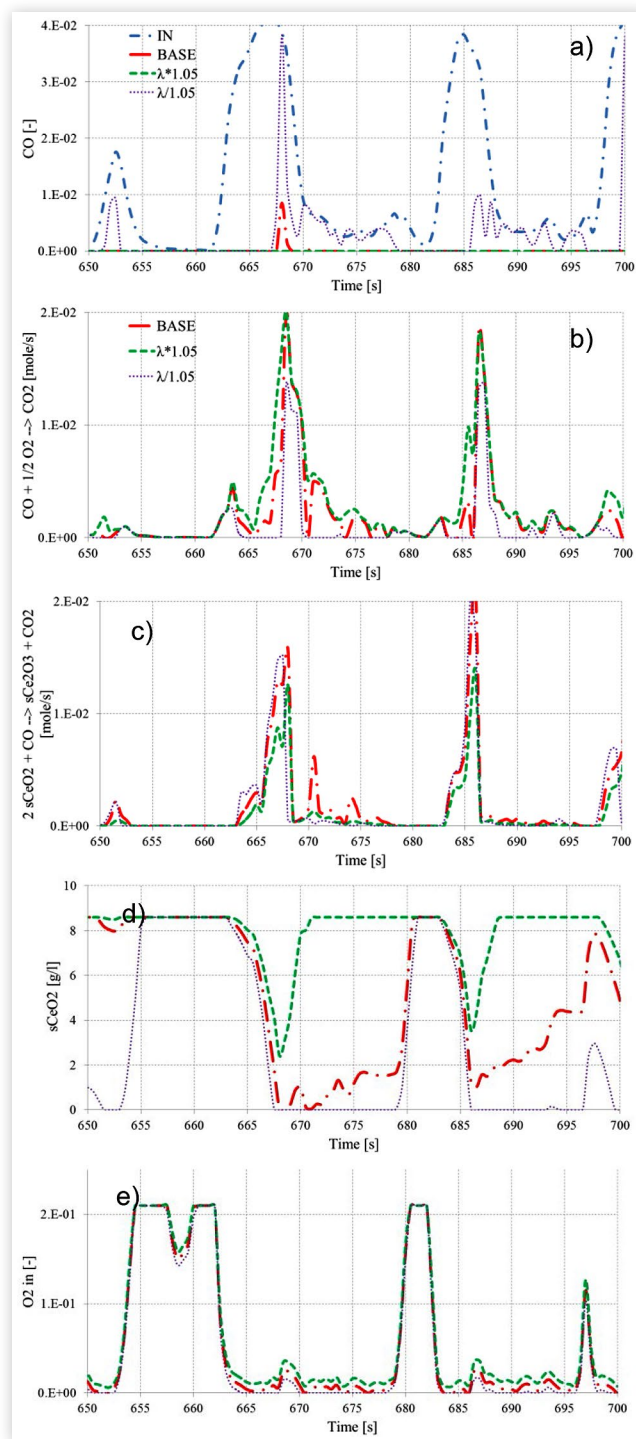 4.E-02
3.E-02
2.E-02
1.E-02
0.E+00
CO [-]
IN
BASE
λ*1.05
λ/1.05
a)
650 655 660 665 670 675 680 685 690 695 700
Time [s]
2.E-02
1.E-02
0.E+00
CO + 1/2 O2 --> CO2 [mole/s]
BASE
λ*1.05
λ/1.05
b)
650 655 660 665 670 675 680 685 690 695 700
Time [s]
2.E-02
1.E-02
0.E+00
2 sCeO2 + CO --> sCe2O3 + CO2
[mole/s]
c)
650 655 660 665 670 675 680 685 690 695 700
Time [s]
10
8
6
4
2
0
sCeO2 [g/l]
d)
650 655 660 665 670 675 680 685 690 695 700
Time [s]
2.E-01
1.E-01
0.E+00
O2 in [-]
e)
650 655 660 665 670 675 680 685 690 695 700
Time [s]